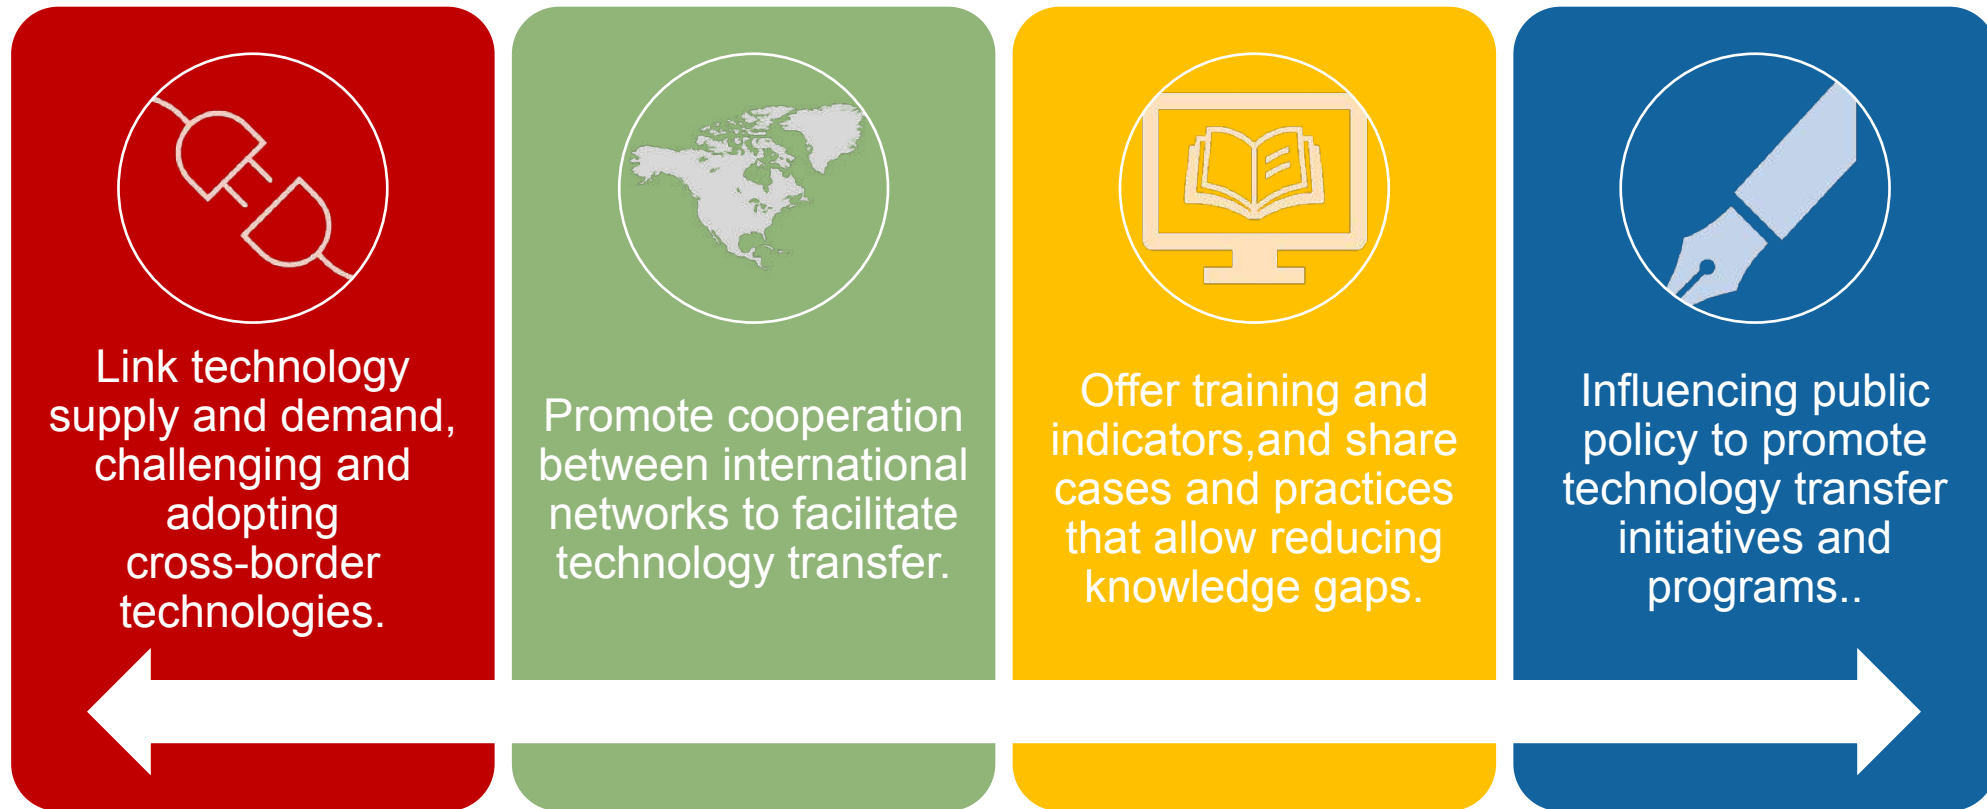 Link technology
supply and demand,
challenging and
adopting
cross-border
technologies.
Promote cooperation
between international
networks to facilitate
technology transfer.
Offer training and
indicators,and share
cases and practices
that allow reducing
knowledge gaps.
Influencing public
policy to promote
technology transfer
initiatives and
programs..